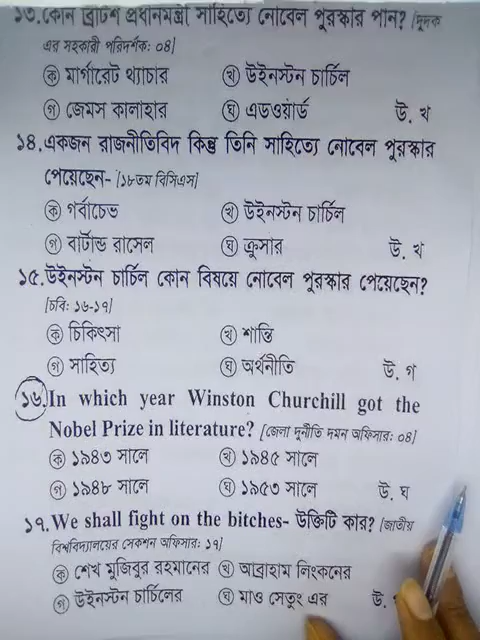 ১৩.কোন ব্রিটিশ প্রধানমন্ত্রী সাহিত্যে নোবেল পুরস্কার পান? [দুদক
এর সহকারী পরিদর্শক: ০৪]
ক মার্গারেট থ্যাচার খ উইনস্টন চার্চিল
গ জেমস কালাহার ঘ এডওয়ার্ড উ. খ
১৪.একজন রাজনীতিবিদ কিন্তু তিনি সাহিত্যে নোবেল পুরস্কার
পেয়েছেন- [১৮তম বিসিএস]
ক গর্বাচেভ খ উইনস্টন চার্চিল
গ বার্টান্ড রাসেল ঘ ক্রুসার উ. খ
১৫.উইনস্টন চার্চিল কোন বিষয়ে নোবেল পুরস্কার পেয়েছেন?
[চবি: ১৬-১৭]
ক চিকিৎসা খ শান্তি
গ সাহিত্য ঘ অর্থনীতি উ. গ
১৬.In which year Winston Churchill got the
Nobel Prize in literature? [জেলা দুর্নীতি দমন অফিসার: ০৪]
ক ১৯৪৩ সালে খ ১৯৪৫ সালে
গ ১৯৪৮ সালে ঘ ১৯৫৩ সালে উ. ঘ
১৭.We shall fight on the bitches- উক্তিটি কার? [জাতীয়
বিশ্ববিদ্যালয়ের সেকশন অফিসার: ১৭]
ক শেখ মুজিবুর রহমানের খ আব্রাহাম লিংকনের
গ উইনস্টন চার্চিলের ঘ মাও সেতুং এর উ.